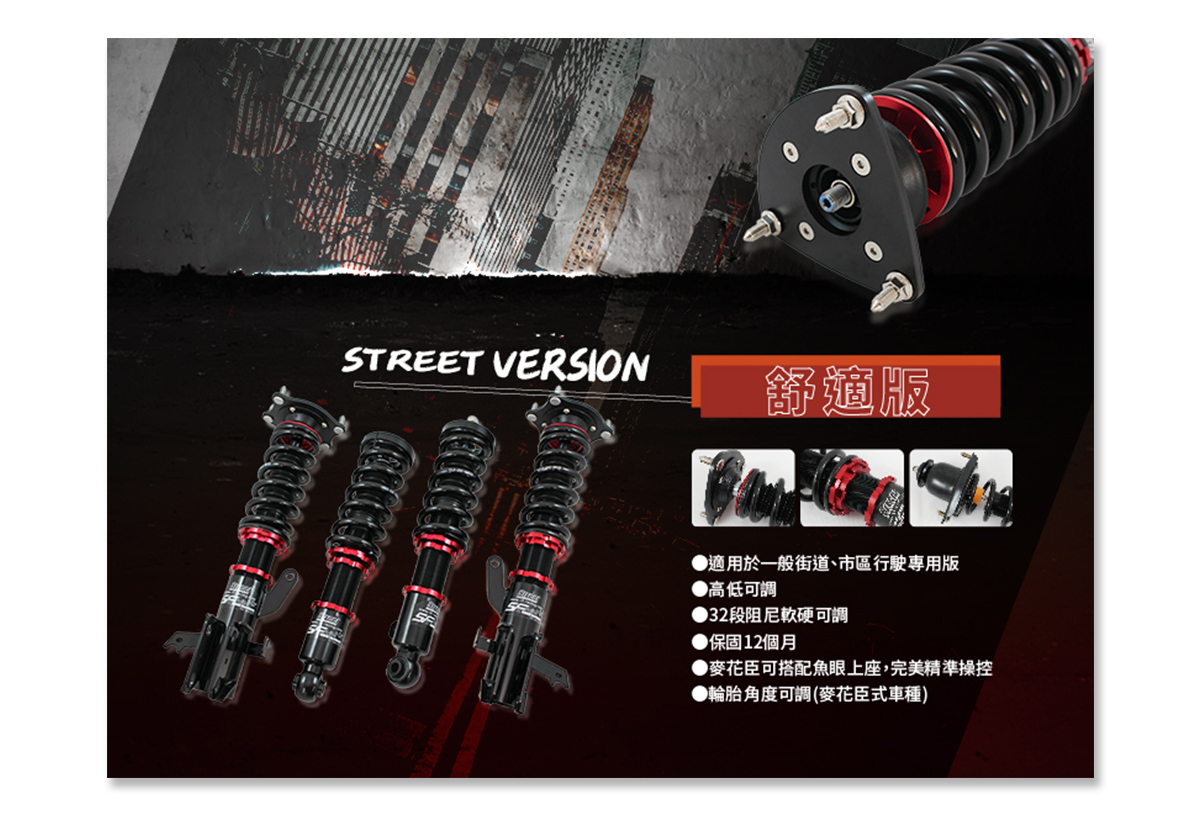 STREET VERSION
舒適版
●適用於一般街道、市區行駛專用版
●高低可調
●32段阻尼軟硬可調
●保固12個月
●麥花臣可搭配魚眼上座，完美精準操控
●輪胎角度可調(麥花臣式車種)